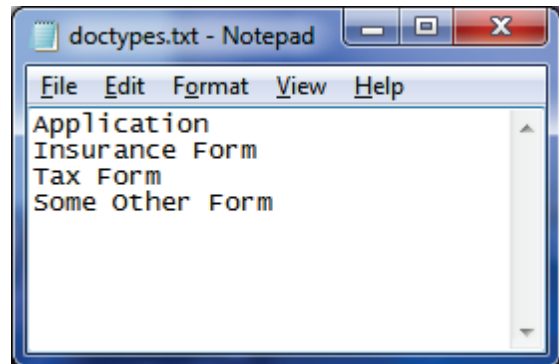 doctypes.txt - Notepad
File Edit Format View Help
Application
Insurance Form
Tax Form
Some Other Form